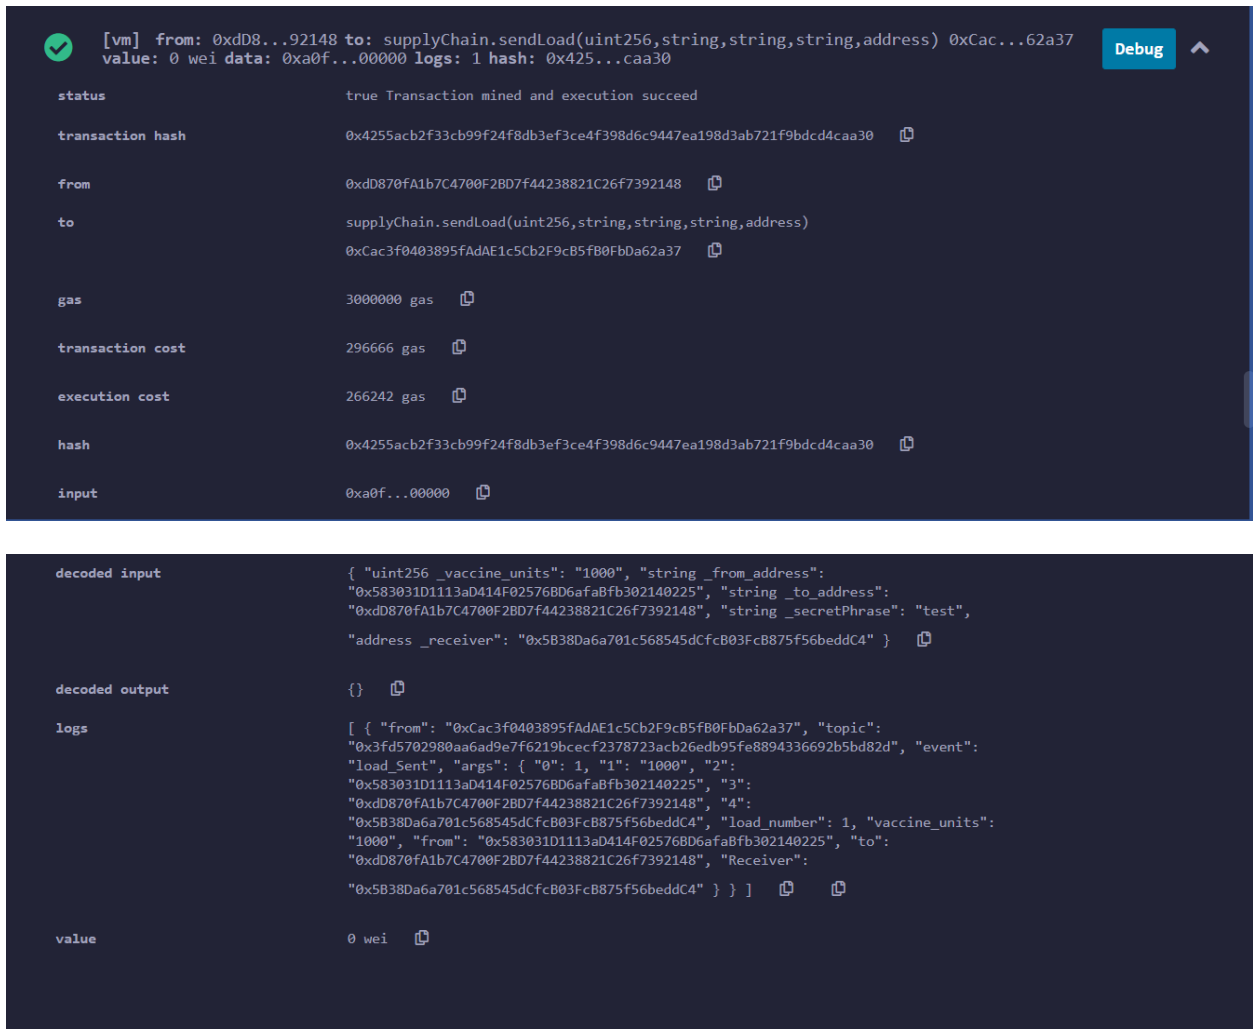 [vm] from: 0xdD8...92148 to: supplyChain.sendLoad(uint256,string,string,string,address) 0xCac...62a37
value: 0 wei data: 0xa0f...00000 logs: 1 hash: 0x425...caa30
Debug
status true Transaction mined and execution succeed
transaction hash 0x4255acb2f33cb99f24f8db3ef3ce4f398d6c9447ea198d3ab721f9bdcd4caa30
from 0xdD870fA1b7C4700F2BD7f44238821C26f7392148
to supplyChain.sendLoad(uint256,string,string,string,address)
0xCac3f0403895fAdAE1c5Cb2F9cB5fB0FbDa62a37
gas 3000000 gas
transaction cost 296666 gas
execution cost 266242 gas
hash 0x4255acb2f33cb99f24f8db3ef3ce4f398d6c9447ea198d3ab721f9bdcd4caa30
input 0xa0f...00000
decoded input { "uint256 _vaccine_units": "1000", "string _from_address":
"0x583031D1113aD414F02576BD6afaBfb302140225", "string _to_address":
"0xdD870fA1b7C4700F2BD7f44238821C26f7392148", "string _secretPhrase": "test",
"address _receiver": "0x5B38Da6a701c568545dCfcB03FcB875f56beddC4" }
decoded output {}
logs [ { "from": "0xCac3f0403895fAdAE1c5Cb2F9cB5fB0FbDa62a37", "topic":
"0x3fd5702980aa6ad9e7f6219bcecf2378723acb26edb95fe8894336692b5bd82d", "event":
"load_Sent", "args": { "0": 1, "1": "1000", "2":
"0x583031D1113aD414F02576BD6afaBfb302140225", "3":
"0xdD870fA1b7C4700F2BD7f44238821C26f7392148", "4":
"0x5B38Da6a701c568545dCfcB03FcB875f56beddC4", "load_number": 1, "vaccine_units":
"1000", "from": "0x583031D1113aD414F02576BD6afaBfb302140225", "to":
"0xdD870fA1b7C4700F2BD7f44238821C26f7392148", "Receiver":
"0x5B38Da6a701c568545dCfcB03FcB875f56beddC4" } } ]
value 0 wei